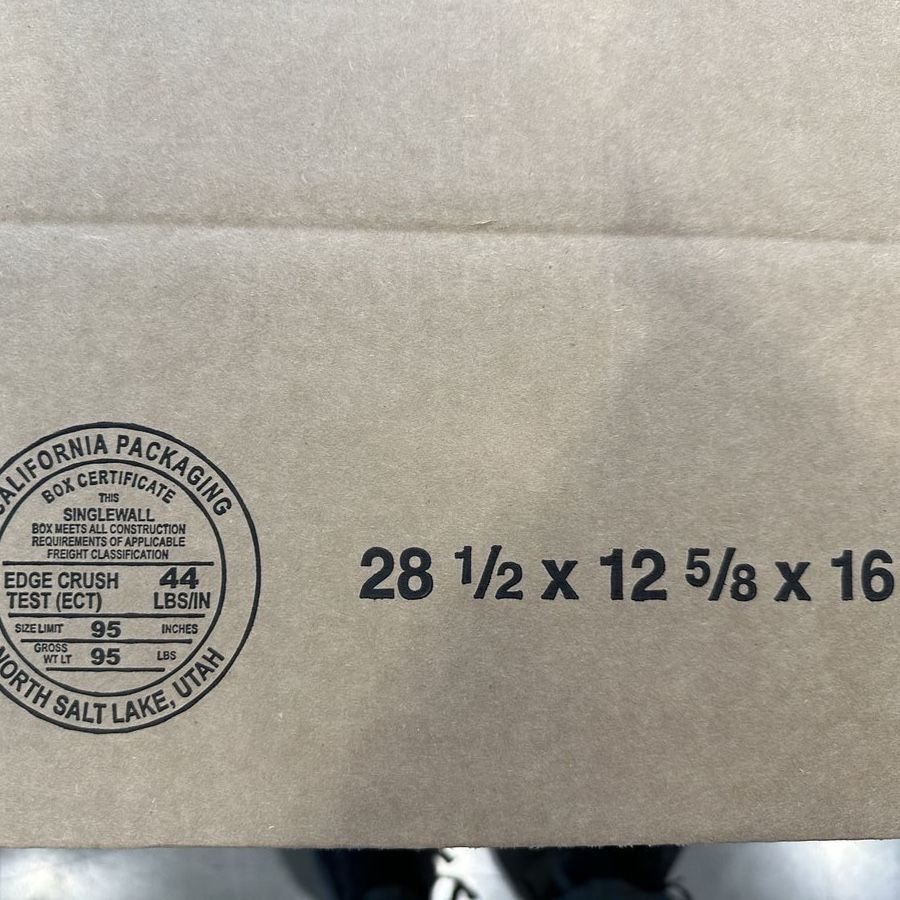 CALIFORNIA PACKAGING
BOX CERTIFICATE
THIS
SINGLEWALL
BOX MEETS ALL CONSTRUCTION
REQUIREMENTS OF APPLICABLE
FREIGHT CLASSIFICATION
EDGE CRUSH TEST (ECT) 44 LBS/IN
SIZE LIMIT 95 INCHES
GROSS WT LT 95 LBS
NORTH SALT LAKE, UTAH
28 1/2 x 12 5/8 x 16